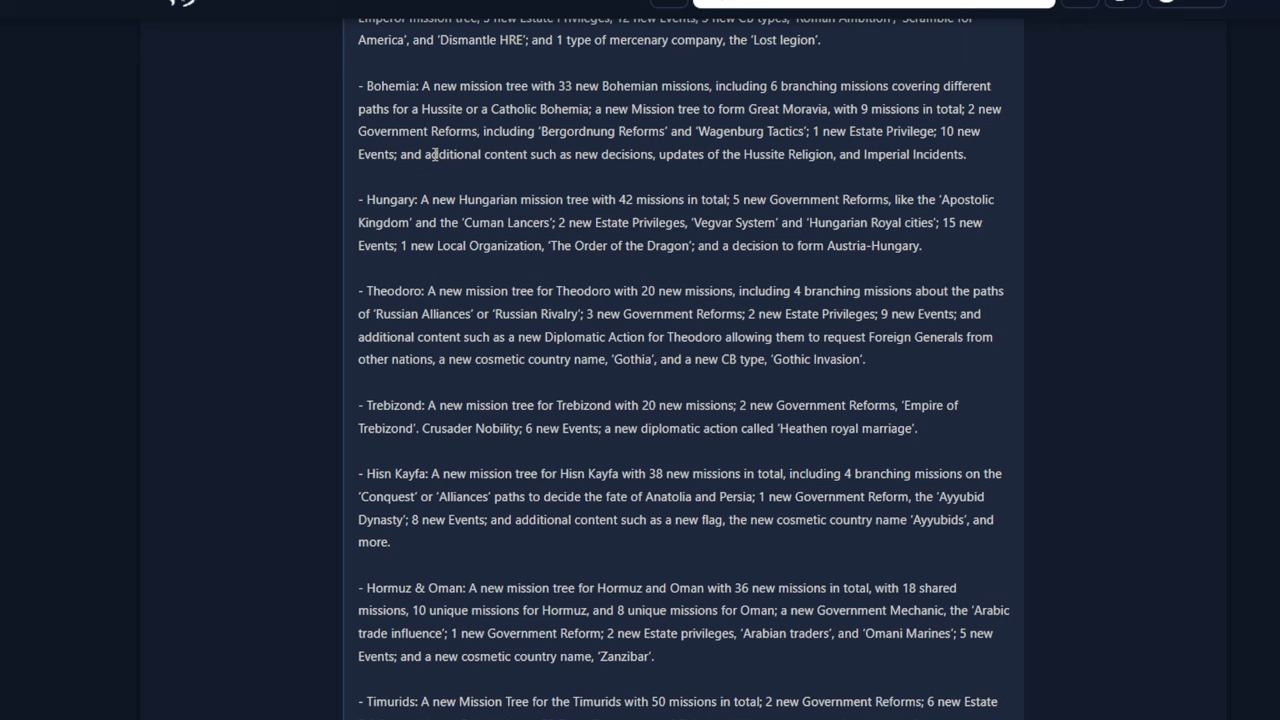 Emperor mission tree; 3 new Estate Privileges; 12 new Events; 3 new CB types, ‘Roman Ambition’, ‘Scramble for
America’, and ‘Dismantle HRE’; and 1 type of mercenary company, the ‘Lost legion’.
- Bohemia: A new mission tree with 33 new Bohemian missions, including 6 branching missions covering different
paths for a Hussite or a Catholic Bohemia; a new Mission tree to form Great Moravia, with 9 missions in total; 2 new
Government Reforms, including ‘Bergordnung Reforms’ and ‘Wagenburg Tactics’; 1 new Estate Privilege; 10 new
Events; and additional content such as new decisions, updates of the Hussite Religion, and Imperial Incidents.
- Hungary: A new Hungarian mission tree with 42 missions in total; 5 new Government Reforms, like the ‘Apostolic
Kingdom’ and the ‘Cuman Lancers’; 2 new Estate Privileges, ‘Vegvar System’ and ‘Hungarian Royal cities’; 15 new
Events; 1 new Local Organization, ‘The Order of the Dragon’; and a decision to form Austria-Hungary.
- Theodoro: A new mission tree for Theodoro with 20 new missions, including 4 branching missions about the paths
of ‘Russian Alliances’ or ‘Russian Rivalry’; 3 new Government Reforms; 2 new Estate Privileges; 9 new Events; and
additional content such as a new Diplomatic Action for Theodoro allowing them to request Foreign Generals from
other nations, a new cosmetic country name, ‘Gothia’, and a new CB type, ‘Gothic Invasion’.
- Trebizond: A new mission tree for Trebizond with 20 new missions; 2 new Government Reforms, ‘Empire of
Trebizond’. Crusader Nobility; 6 new Events; a new diplomatic action called ‘Heathen royal marriage’.
- Hisn Kayfa: A new mission tree for Hisn Kayfa with 38 new missions in total, including 4 branching missions on the
‘Conquest’ or ‘Alliances’ paths to decide the fate of Anatolia and Persia; 1 new Government Reform, the ‘Ayyubid
Dynasty’; 8 new Events; and additional content such as a new flag, the new cosmetic country name ‘Ayyubids’, and
more.
- Hormuz & Oman: A new mission tree for Hormuz and Oman with 36 new missions in total, with 18 shared
missions, 10 unique missions for Hormuz, and 8 unique missions for Oman; a new Government Mechanic, the ‘Arabic
trade influence’; 1 new Government Reform; 2 new Estate privileges, ‘Arabian traders’, and ‘Omani Marines’; 5 new
Events; and a new cosmetic country name, ‘Zanzibar’.
- Timurids: A new Mission Tree for the Timurids with 50 missions in total; 2 new Government Reforms; 6 new Estate